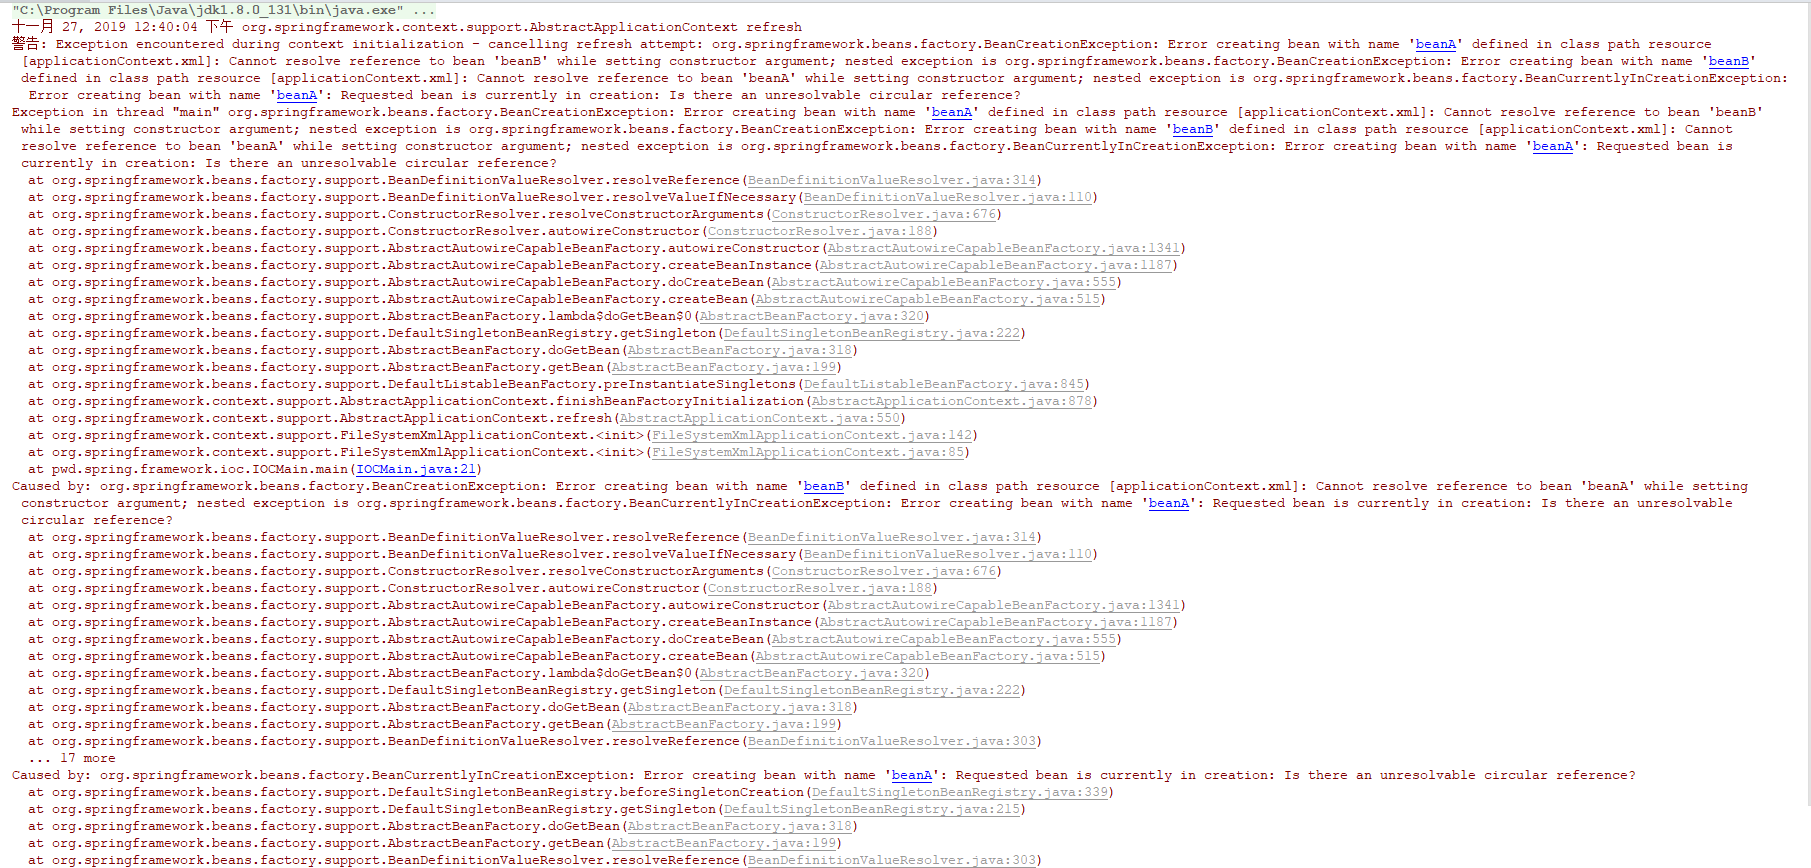 "C:\Program Files\Java\jdk1.8.0_131\bin\java.exe" ...
十一月 27, 2019 12:40:04 下午 org.springframework.context.support.AbstractApplicationContext refresh
警告: Exception encountered during context initialization - cancelling refresh attempt: org.springframework.beans.factory.BeanCreationException: Error creating bean with name 'beanA' defined in class path resource
[applicationContext.xml]: Cannot resolve reference to bean 'beanB' while setting constructor argument; nested exception is org.springframework.beans.factory.BeanCreationException: Error creating bean with name 'beanB'
defined in class path resource [applicationContext.xml]: Cannot resolve reference to bean 'beanA' while setting constructor argument; nested exception is org.springframework.beans.factory.BeanCurrentlyInCreationException:
Error creating bean with name 'beanA': Requested bean is currently in creation: Is there an unresolvable circular reference?
Exception in thread "main" org.springframework.beans.factory.BeanCreationException: Error creating bean with name 'beanA' defined in class path resource [applicationContext.xml]: Cannot resolve reference to bean 'beanB'
while setting constructor argument; nested exception is org.springframework.beans.factory.BeanCreationException: Error creating bean with name 'beanB' defined in class path resource [applicationContext.xml]: Cannot
resolve reference to bean 'beanA' while setting constructor argument; nested exception is org.springframework.beans.factory.BeanCurrentlyInCreationException: Error creating bean with name 'beanA': Requested bean is
currently in creation: Is there an unresolvable circular reference?
at org.springframework.beans.factory.support.BeanDefinitionValueResolver.resolveReference(BeanDefinitionValueResolver.java:314)
at org.springframework.beans.factory.support.BeanDefinitionValueResolver.resolveValueIfNecessary(BeanDefinitionValueResolver.java:110)
at org.springframework.beans.factory.support.ConstructorResolver.resolveConstructorArguments(ConstructorResolver.java:676)
at org.springframework.beans.factory.support.ConstructorResolver.autowireConstructor(ConstructorResolver.java:188)
at org.springframework.beans.factory.support.AbstractAutowireCapableBeanFactory.autowireConstructor(AbstractAutowireCapableBeanFactory.java:1341)
at org.springframework.beans.factory.support.AbstractAutowireCapableBeanFactory.createBeanInstance(AbstractAutowireCapableBeanFactory.java:1187)
at org.springframework.beans.factory.support.AbstractAutowireCapableBeanFactory.doCreateBean(AbstractAutowireCapableBeanFactory.java:555)
at org.springframework.beans.factory.support.AbstractAutowireCapableBeanFactory.createBean(AbstractAutowireCapableBeanFactory.java:515)
at org.springframework.beans.factory.support.AbstractBeanFactory.lambda$doGetBean$0(AbstractBeanFactory.java:320)
at org.springframework.beans.factory.support.DefaultSingletonBeanRegistry.getSingleton(DefaultSingletonBeanRegistry.java:222)
at org.springframework.beans.factory.support.AbstractBeanFactory.doGetBean(AbstractBeanFactory.java:318)
at org.springframework.beans.factory.support.AbstractBeanFactory.getBean(AbstractBeanFactory.java:199)
at org.springframework.beans.factory.support.DefaultListableBeanFactory.preInstantiateSingletons(DefaultListableBeanFactory.java:845)
at org.springframework.context.support.AbstractApplicationContext.finishBeanFactoryInitialization(AbstractApplicationContext.java:878)
at org.springframework.context.support.AbstractApplicationContext.refresh(AbstractApplicationContext.java:550)
at org.springframework.context.support.FileSystemXmlApplicationContext.<init>(FileSystemXmlApplicationContext.java:142)
at org.springframework.context.support.FileSystemXmlApplicationContext.<init>(FileSystemXmlApplicationContext.java:85)
at pwd.spring.framework.ioc.IOCMain.main(IOCMain.java:21)
Caused by: org.springframework.beans.factory.BeanCreationException: Error creating bean with name 'beanB' defined in class path resource [applicationContext.xml]: Cannot resolve reference to bean 'beanA' while setting
constructor argument; nested exception is org.springframework.beans.factory.BeanCurrentlyInCreationException: Error creating bean with name 'beanA': Requested bean is currently in creation: Is there an unresolvable
circular reference?
at org.springframework.beans.factory.support.BeanDefinitionValueResolver.resolveReference(BeanDefinitionValueResolver.java:314)
at org.springframework.beans.factory.support.BeanDefinitionValueResolver.resolveValueIfNecessary(BeanDefinitionValueResolver.java:110)
at org.springframework.beans.factory.support.ConstructorResolver.resolveConstructorArguments(ConstructorResolver.java:676)
at org.springframework.beans.factory.support.ConstructorResolver.autowireConstructor(ConstructorResolver.java:188)
at org.springframework.beans.factory.support.AbstractAutowireCapableBeanFactory.autowireConstructor(AbstractAutowireCapableBeanFactory.java:1341)
at org.springframework.beans.factory.support.AbstractAutowireCapableBeanFactory.createBeanInstance(AbstractAutowireCapableBeanFactory.java:1187)
at org.springframework.beans.factory.support.AbstractAutowireCapableBeanFactory.doCreateBean(AbstractAutowireCapableBeanFactory.java:555)
at org.springframework.beans.factory.support.AbstractAutowireCapableBeanFactory.createBean(AbstractAutowireCapableBeanFactory.java:515)
at org.springframework.beans.factory.support.AbstractBeanFactory.lambda$doGetBean$0(AbstractBeanFactory.java:320)
at org.springframework.beans.factory.support.DefaultSingletonBeanRegistry.getSingleton(DefaultSingletonBeanRegistry.java:222)
at org.springframework.beans.factory.support.AbstractBeanFactory.doGetBean(AbstractBeanFactory.java:318)
at org.springframework.beans.factory.support.AbstractBeanFactory.getBean(AbstractBeanFactory.java:199)
at org.springframework.beans.factory.support.BeanDefinitionValueResolver.resolveReference(BeanDefinitionValueResolver.java:303)
... 17 more
Caused by: org.springframework.beans.factory.BeanCurrentlyInCreationException: Error creating bean with name 'beanA': Requested bean is currently in creation: Is there an unresolvable circular reference?
at org.springframework.beans.factory.support.DefaultSingletonBeanRegistry.beforeSingletonCreation(DefaultSingletonBeanRegistry.java:339)
at org.springframework.beans.factory.support.DefaultSingletonBeanRegistry.getSingleton(DefaultSingletonBeanRegistry.java:215)
at org.springframework.beans.factory.support.AbstractBeanFactory.doGetBean(AbstractBeanFactory.java:318)
at org.springframework.beans.factory.support.AbstractBeanFactory.getBean(AbstractBeanFactory.java:199)
at org.springframework.beans.factory.support.BeanDefinitionValueResolver.resolveReference(BeanDefinitionValueResolver.java:303)